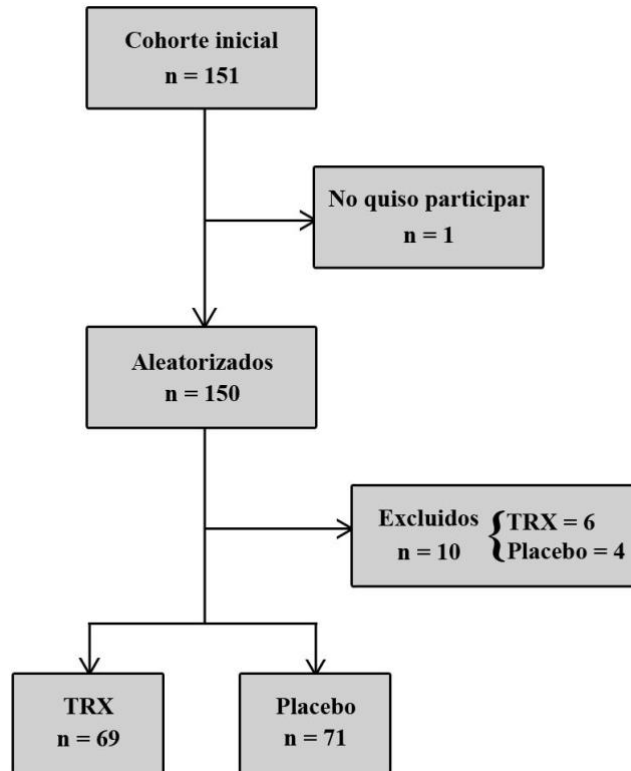 Cohorte inicial
n = 151
No quiso participar
n = 1
Aleatorizados
n = 150
Excluidos
n = 10
{TRX = 6
Placebo = 4
TRX
n = 69
Placebo
n = 71